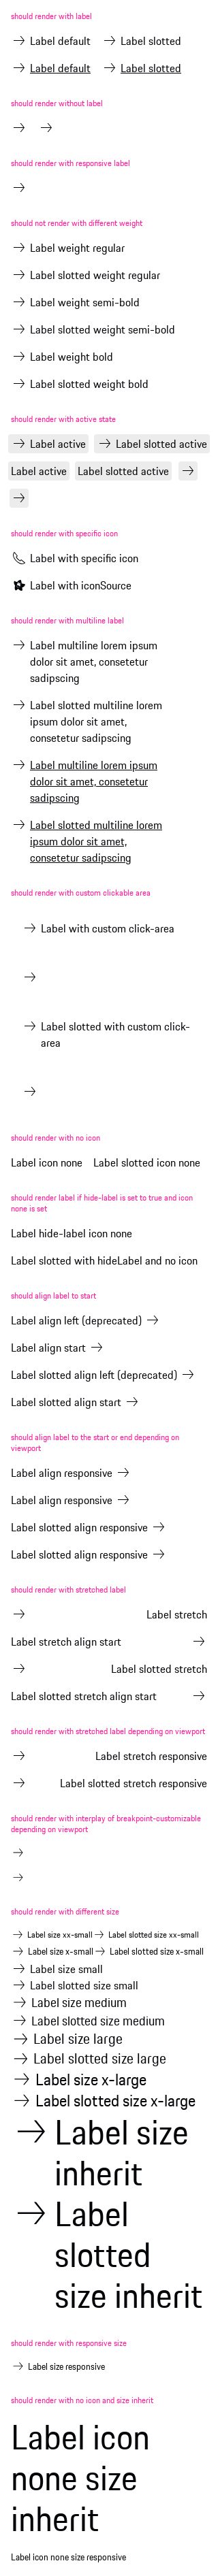 should render with label
Label default Label slotted
Label default Label slotted
should render without label
should render with responsive label
should not render with different weight
Label weight regular
Label slotted weight regular
Label weight semi-bold
Label slotted weight semi-bold
Label weight bold
Label slotted weight bold
should render with active state
Label active Label slotted active
Label active Label slotted active
should render with specific icon
Label with specific icon
Label with iconSource
should render with multiline label
Label multiline lorem ipsum
dolor sit amet, consetetur
sadipscing
Label slotted multiline lorem
ipsum dolor sit amet,
consetetur sadipscing
Label multiline lorem ipsum
dolor sit amet, consetetur
sadipscing
Label slotted multiline lorem
ipsum dolor sit amet,
consetetur sadipscing
should render with custom clickable area
Label with custom click-area
Label slotted with custom click-
area
should render with no icon
Label icon none Label slotted icon none
should render label if hide-label is set to true and icon
none is set
Label hide-label icon none
Label slotted with hideLabel and no icon
should align label to start
Label align left (deprecated)
Label align start
Label slotted align left (deprecated)
Label slotted align start
should align label to the start or end depending on
viewport
Label align responsive
Label align responsive
Label slotted align responsive
Label slotted align responsive
should render with stretched label
Label stretch
Label stretch align start
Label slotted stretch
Label slotted stretch align start
should render with stretched label depending on viewport
Label stretch responsive
Label slotted stretch responsive
should render with interplay of breakpoint-customizable
depending on viewport
should render with different size
Label size xx-small Label slotted size xx-small
Label size x-small Label slotted size x-small
Label size small
Label slotted size small
Label size medium
Label slotted size medium
Label size large
Label slotted size large
Label size x-large
Label slotted size x-large
Label size
inherit
Label
slotted
size inherit
should render with responsive size
Label size responsive
should render with no icon and size inherit
Label icon
none size
inherit
Label icon none size responsive